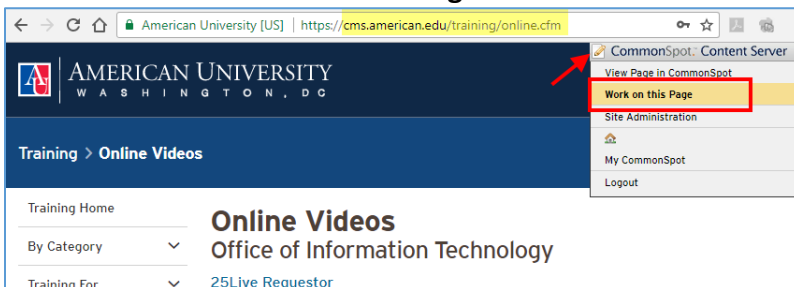 American University [US] | https://cms.american.edu/training/online.cfm
CommonSpot™ Content Server
View Page in CommonSpot
Work on this Page
Site Administration
My CommonSpot
Logout
AMERICAN UNIVERSITY
WASHINGTON, DC
Training > Online Videos
Training Home
By Category
Training For
Online Videos
Office of Information Technology
25Live Requestor